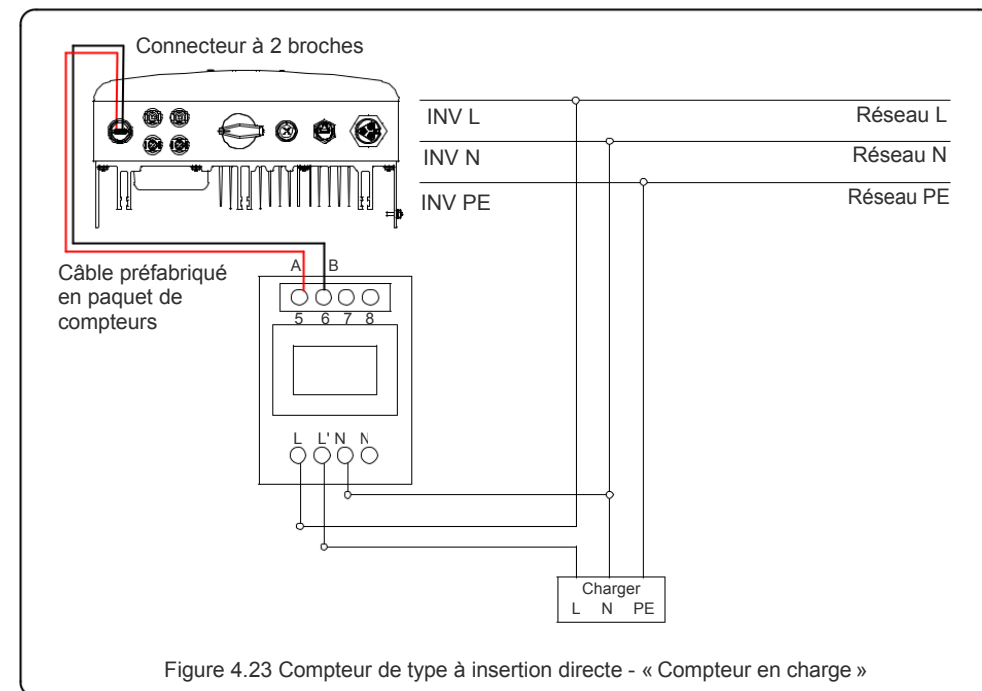 Connecteur à 2 broches
INV L
Réseau L
INV N
Réseau N
INV PE
Réseau PE
Câble préfabriqué
en paquet de
compteurs
A B
5 6 7 8
L L' N N
Charger
L N PE
Figure 4.23 Compteur de type à insertion directe - « Compteur en charge »